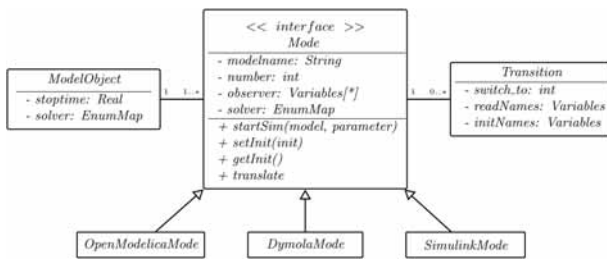 << interface >>
Mode
- modelname: String
- number: int
- observer: Variables[*]
- solver: EnumMap
+ startSim(model, parameter)
+ setInit(init)
+ getInit()
+ translate
ModelObject
- stoptime: Real
- solver: EnumMap
1 1..*
1 0..*
Transition
- switch_to: int
- readNames: Variables
- initNames: Variables
OpenModelicaMode
DymolaMode
SimulinkMode